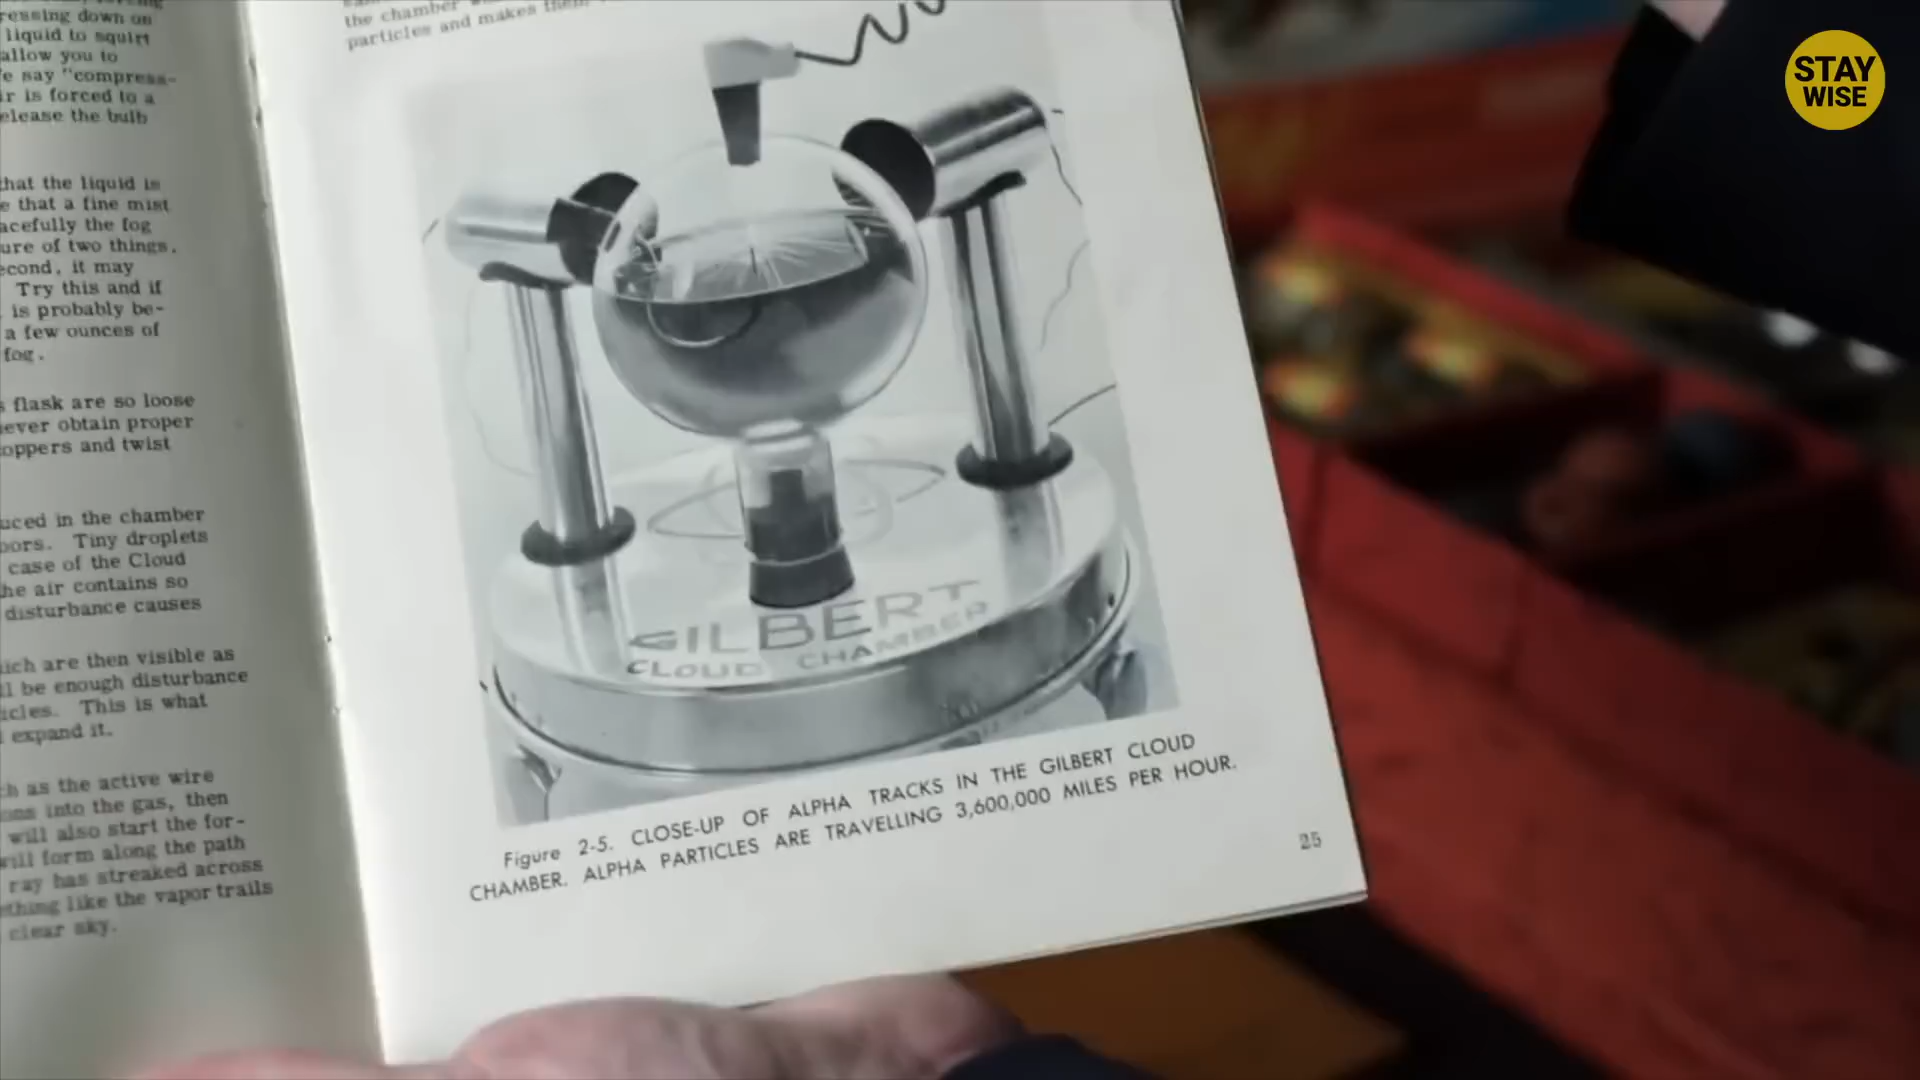 ressing down on
liquid to squirt
allow you to
e say "compress-
ir is forced to a
elease the bulb
hat the liquid is
e that a fine mist
acefully the fog
ure of two things.
econd, it may
Try this and if
is probably be-
a few ounces of
fog.
s flask are so loose
never obtain proper
oppers and twist
uced in the chamber
pors. Tiny droplets
case of the Cloud
he air contains so
disturbance causes
ich are then visible as
ll be enough disturbance
icles. This is what
expand it.
ch as the active wire
ons into the gas, then
will also start the for-
will form along the path
ray has streaked across
ething like the vapor trails
clear sky.
the chamber
particles and makes them
GILBERT
CLOUD CHAMBER
Figure 2-5. CLOSE-UP OF ALPHA TRACKS IN THE GILBERT CLOUD
CHAMBER. ALPHA PARTICLES ARE TRAVELLING 3,600,000 MILES PER HOUR.
25
STAY
WISE